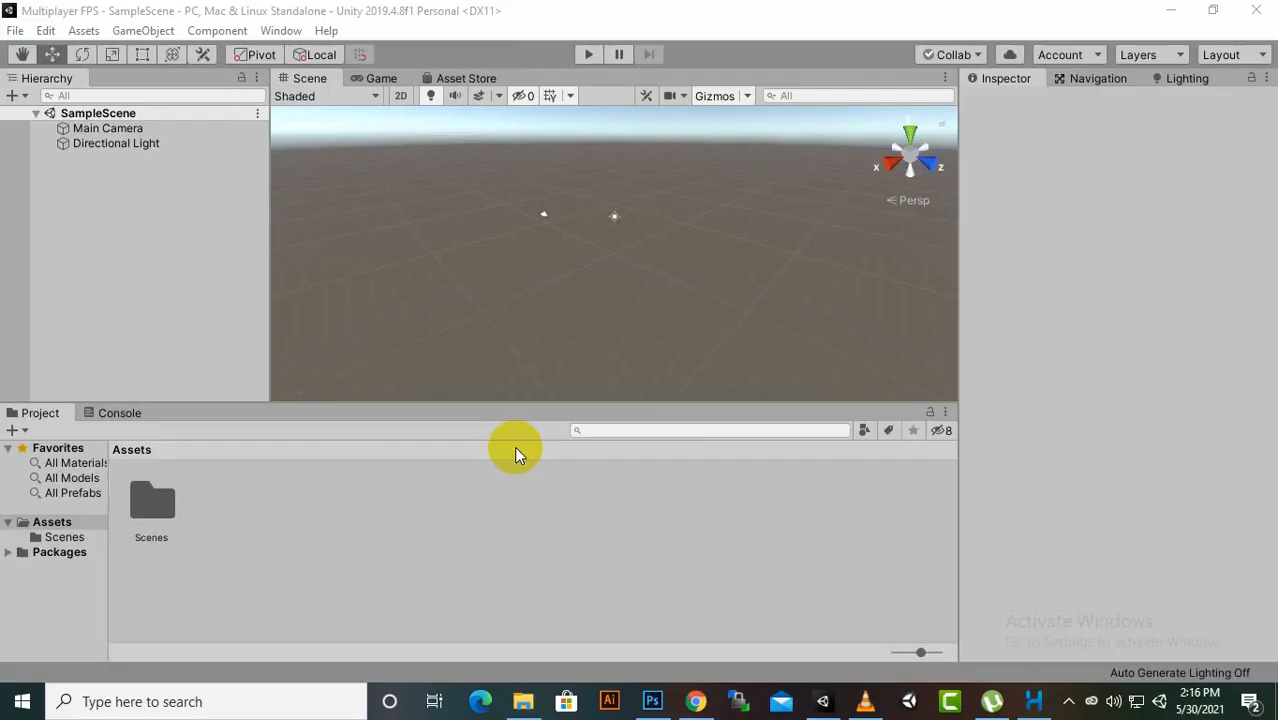 Multiplayer FPS - SampleScene - PC, Mac & Linux Standalone - Unity 2019.4.8f1 Personal <DX11>
File Edit Assets GameObject Component Window Help
Pivot Local Collab Account Layers Layout
Hierarchy Scene Game Asset Store Inspector Navigation Lighting
All Shaded 2D 0 Gizmos All
SampleScene
Main Camera
Directional Light
x z
Persp
Project Console
8
Favorites Assets
All Materials
All Models
All Prefabs
Assets
Scenes Scenes
Packages
Activate Windows
Go to Settings to activate Windows.
Auto Generate Lighting Off
Type here to search Ai Ps 2:16 PM
5/30/2021 2